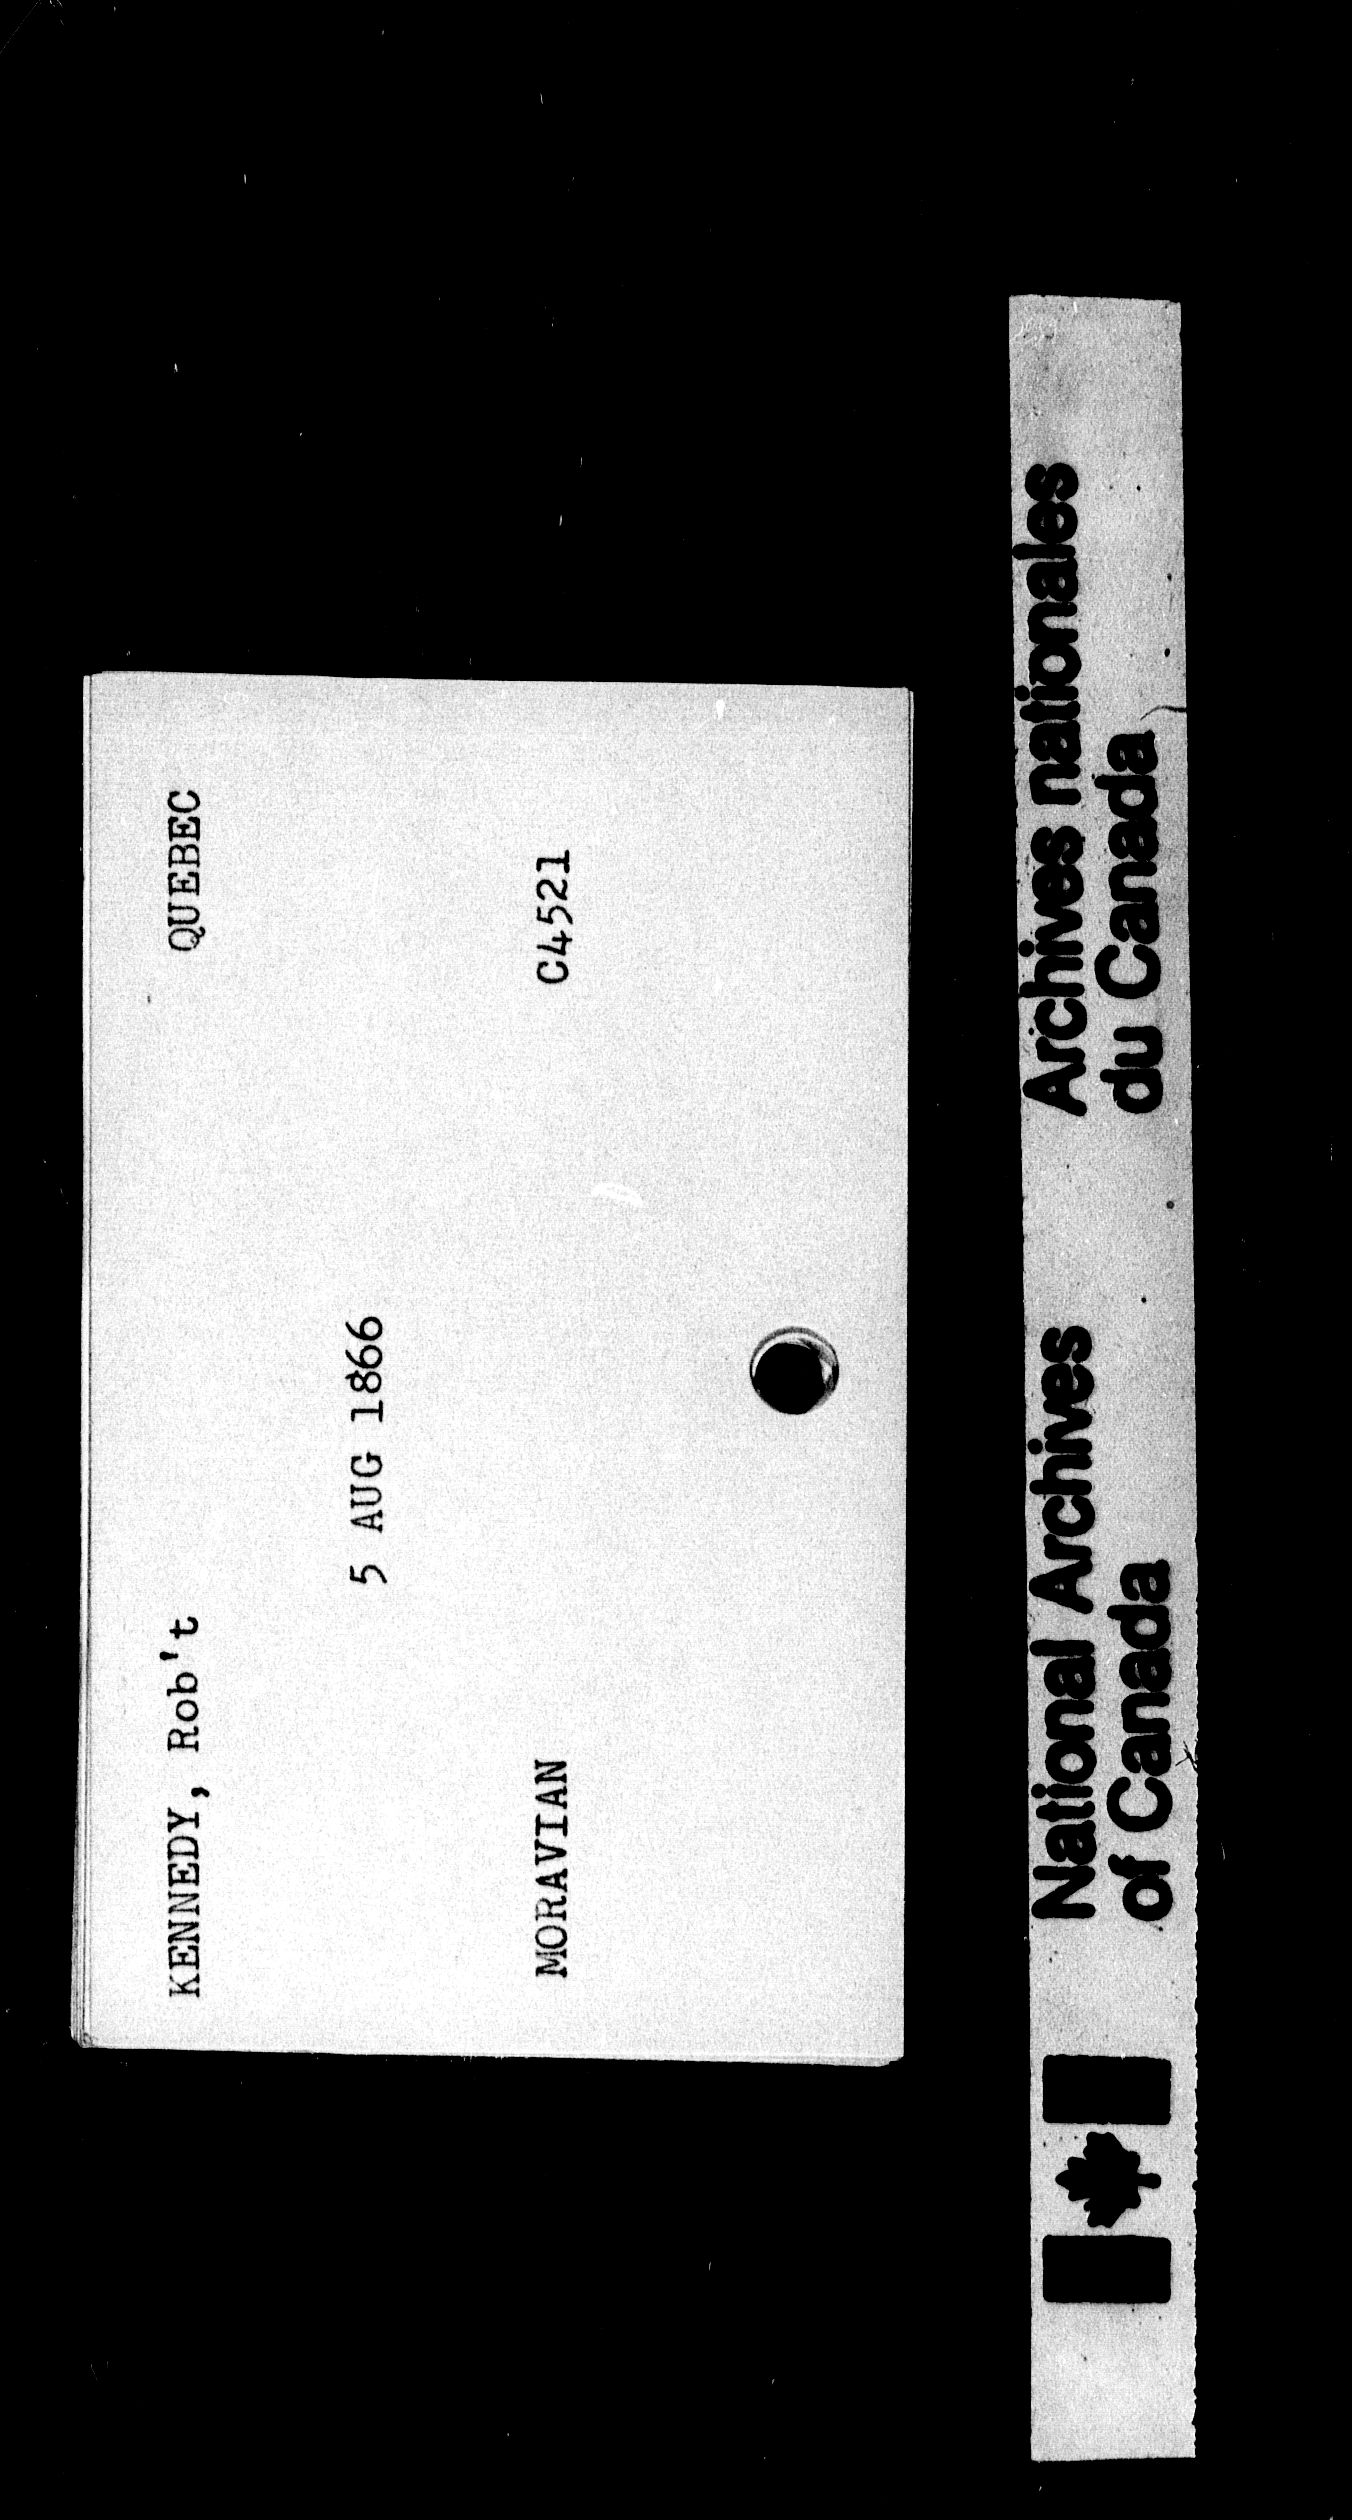 KENNEDY, Rob't QUEBEC
5 AUG 1866
MORAVIAN C4521
National Archives
of Canada
Archives nationales
du Canada